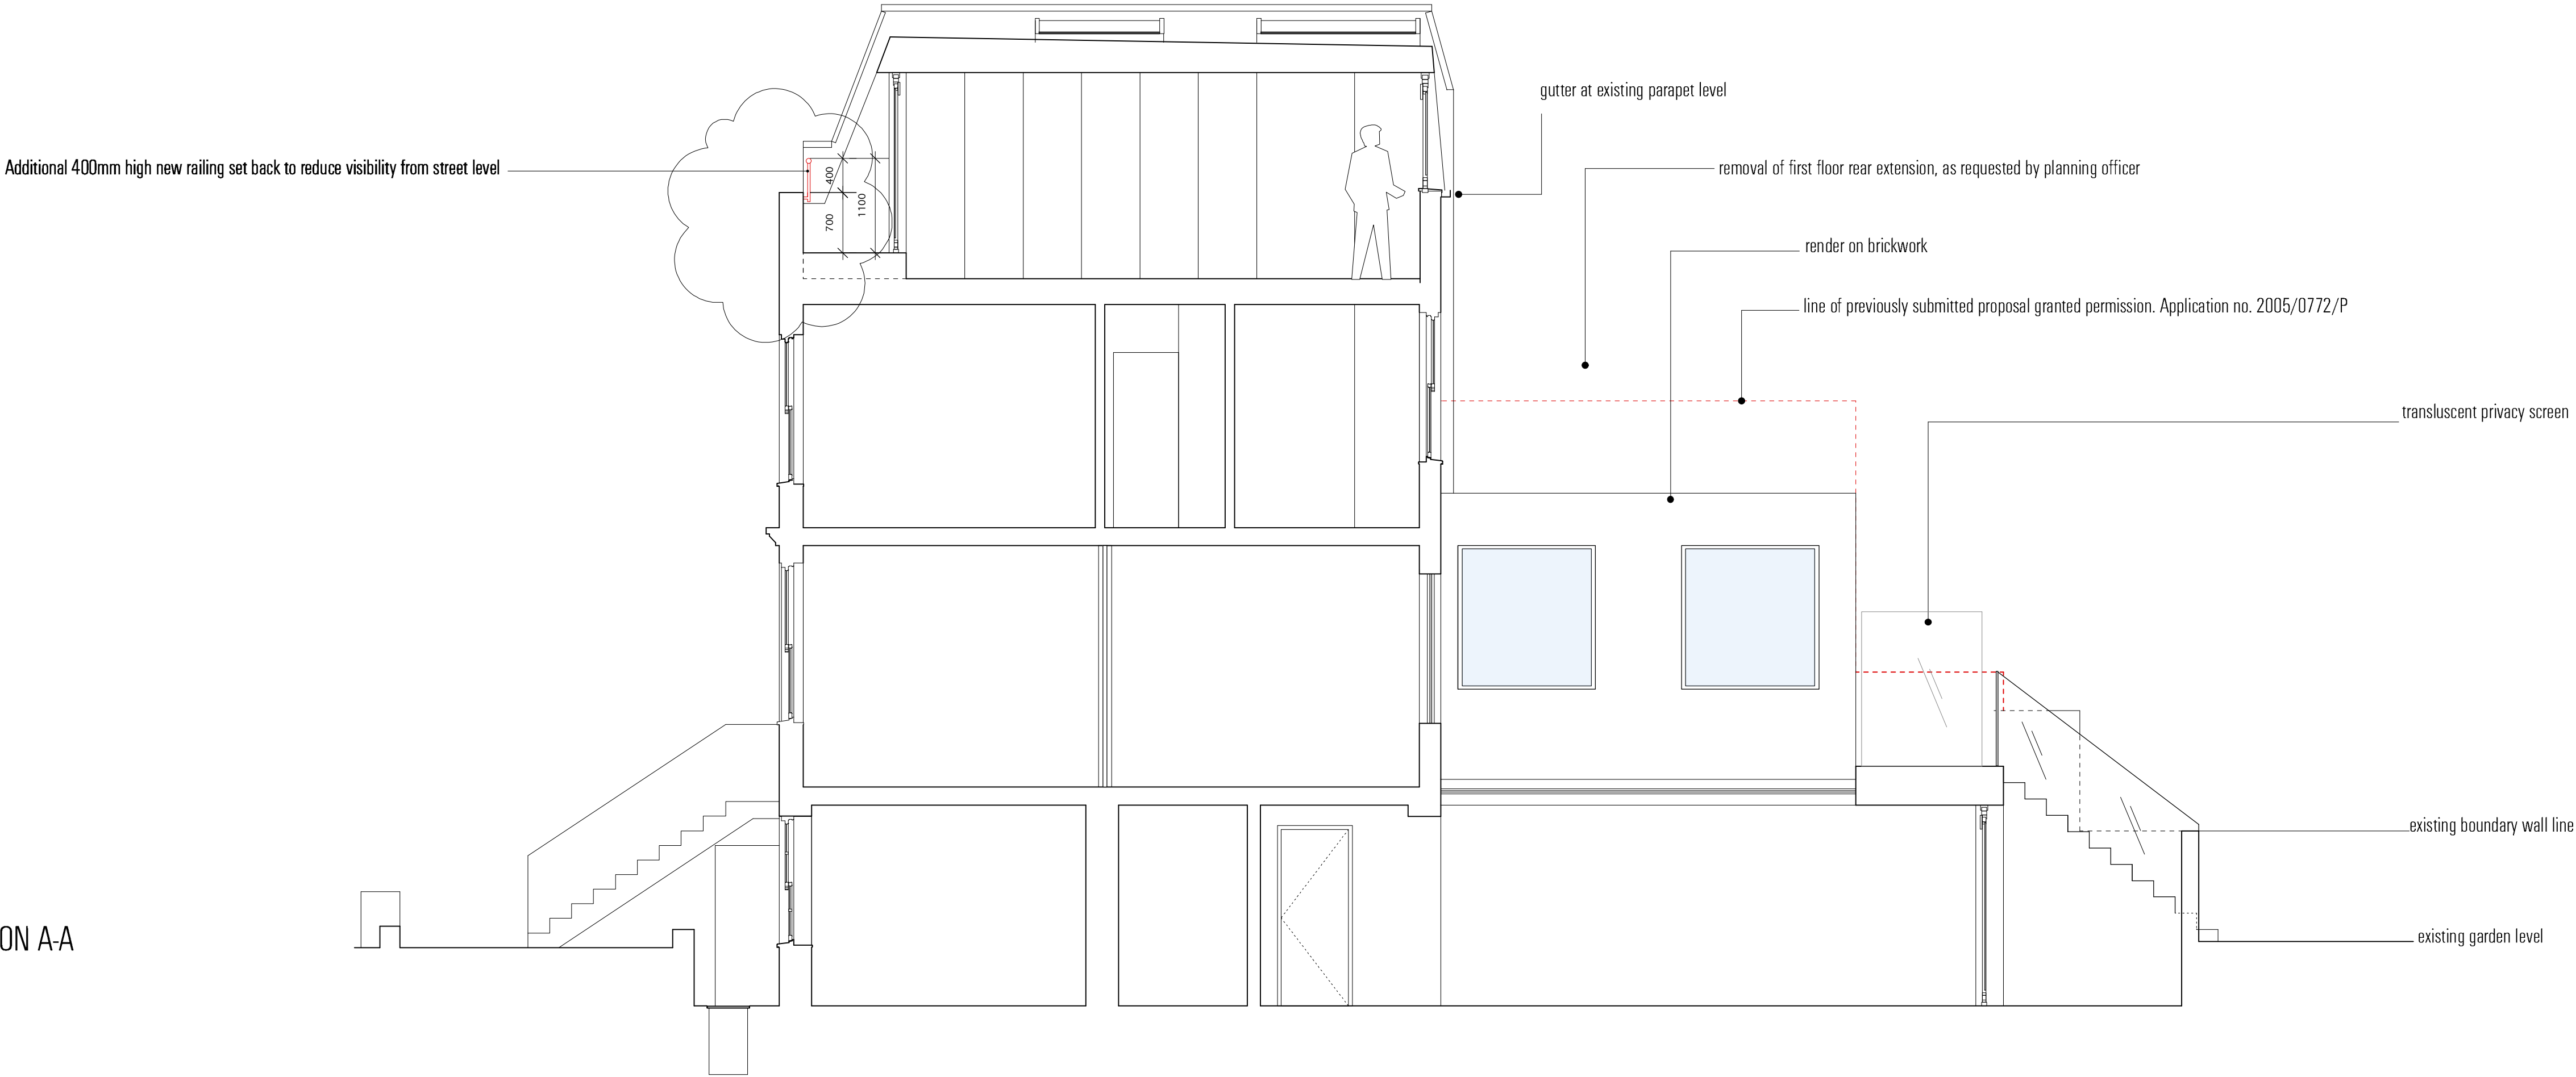 gutter at existing parapet level
Additional 400mm high new railing set back to reduce visibility from street level
removal of first floor rear extension, as requested by planning officer
400
1100
700
render on brickwork
line of previously submitted proposal granted permission. Application no. 2005/0772/P
transluscent privacy screen
existing boundary wall line
ON A-A
existing garden level